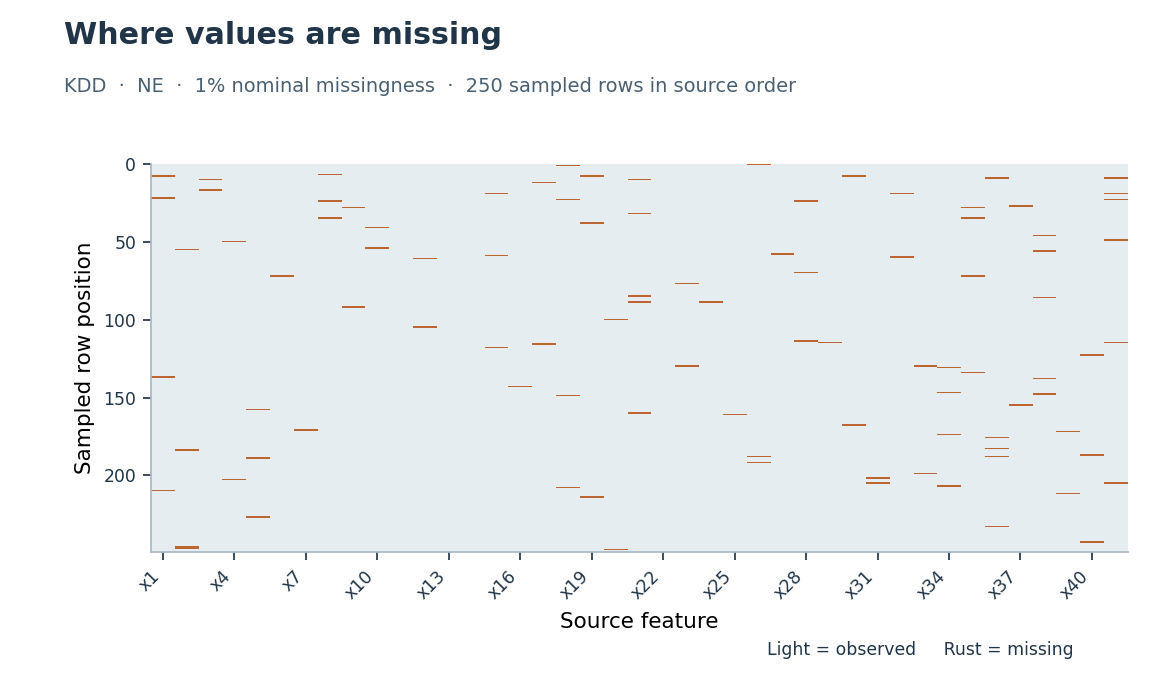 Where values are missing
KDD · NE · 1% nominal missingness · 250 sampled rows in source order
0
50
100
150
200
Sampled row position
x1 x4 x7 x10 x13 x16 x19 x22 x25 x28 x31 x34 x37 x40
Source feature
Light = observed Rust = missing